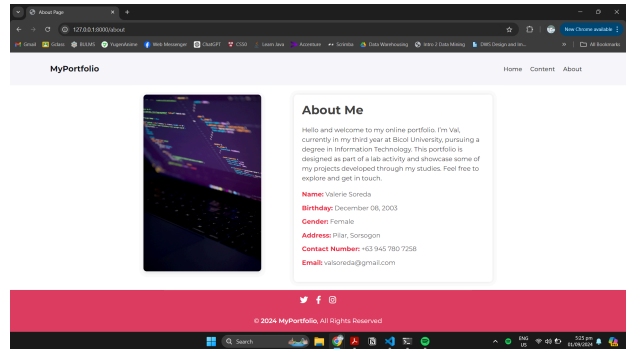 About Page
127.0.0.1:8000/about
New Chrome available
Gmail
BULMS
YugenAnime
Web Messenger
ChatGPT
CS50
Learn Java
Accenture
Scrimba
Data Warehousing
Intro 2 Data Mining
DWS Design and Im...
All Bookmarks
MyPortfolio
Home Content About
About Me
Hello and welcome to my online portfolio. I'm Val,
currently in my third year at Bicol University, pursuing a
degree in Information Technology. This portfolio is
designed as part of a lab activity and showcase some of
my projects developed through my studies. Feel free to
explore and get in touch.
Name: Valerie Soreda
Birthday: December 08, 2003
Gender: Female
Address: Pilar, Sorsogon
Contact Number: +63 945 780 7258
Email: valsoreda@gmail.com
© 2024 MyPortfolio, All Rights Reserved
Search
ENG
US
5:25 pm
01/09/2024